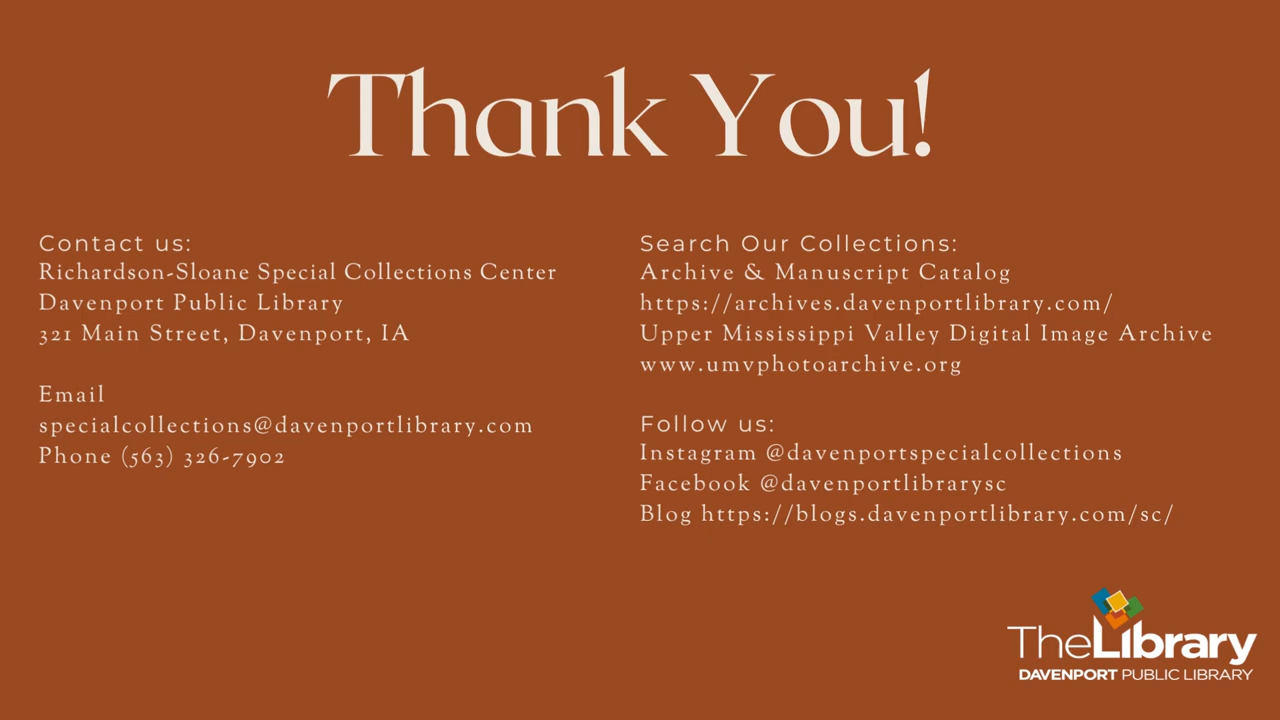 Thank You!
Contact us:
Richardson-Sloane Special Collections Center
Davenport Public Library
321 Main Street, Davenport, IA
Email
specialcollections@davenportlibrary.com
Phone (563) 326-7902
Search Our Collections:
Archive & Manuscript Catalog
https://archives.davenportlibrary.com/
Upper Mississippi Valley Digital Image Archive
www.umvphotoarchive.org
Follow us:
Instagram @davenportspecialcollections
Facebook @davenportlibrarysc
Blog https://blogs.davenportlibrary.com/sc/
TheLibrary
DAVENPORT PUBLIC LIBRARY